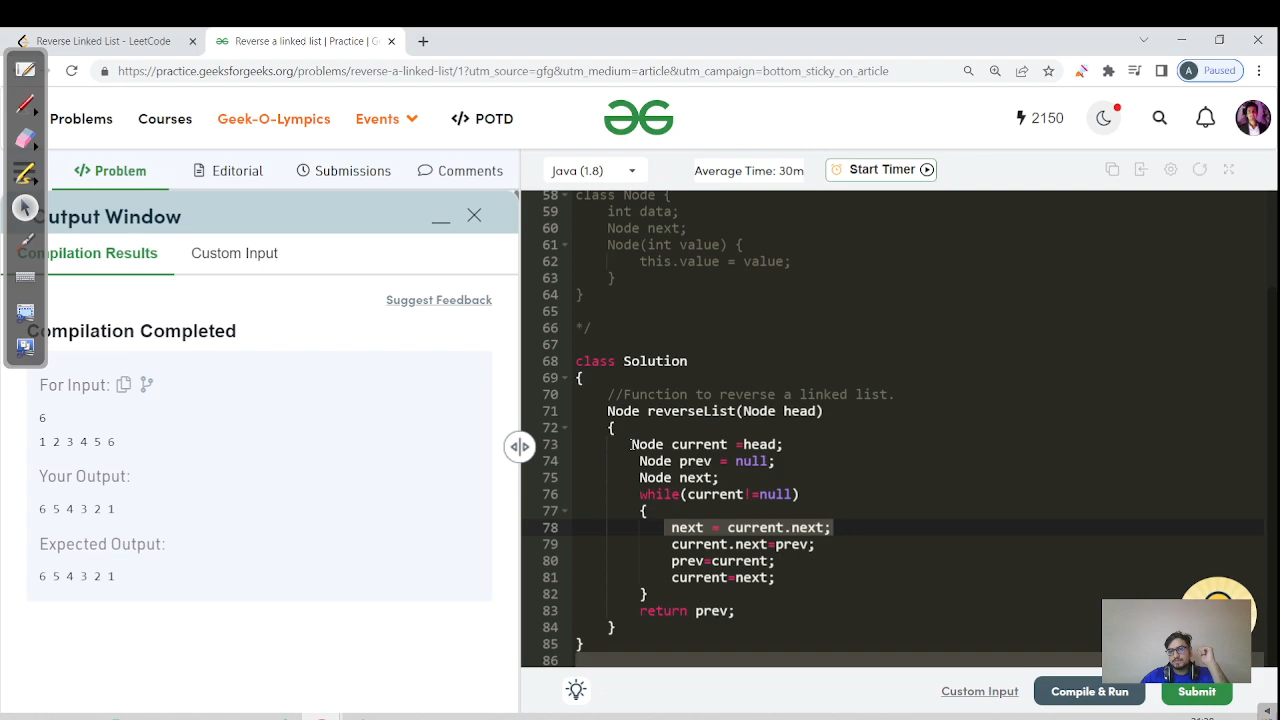 Reverse Linked List - LeetCode
Reverse a linked list | Practice | G
https://practice.geeksforgeeks.org/problems/reverse-a-linked-list/1?utm_source=gfg&utm_medium=article&utm_campaign=bottom_sticky_on_article
A Paused
Problems Courses Geek-O-Lympics Events </> POTD 2150
</> Problem Editorial Submissions Comments
Java (1.8) Average Time: 30m Start Timer
Output Window
Compilation Results Custom Input
Suggest Feedback
Compilation Completed
For Input:
6
1 2 3 4 5 6
Your Output:
6 5 4 3 2 1
Expected Output:
6 5 4 3 2 1
58 class Node {
59 int data;
60 Node next;
61 Node(int value) {
62 this.value = value;
63 }
64 }
65
66 */
67
68 class Solution
69 {
70 //Function to reverse a linked list.
71 Node reverseList(Node head)
72 {
73 Node current =head;
74 Node prev = null;
75 Node next;
76 while(current!=null)
77 {
78 next = current.next;
79 current.next=prev;
80 prev=current;
81 current=next;
82 }
83 return prev;
84 }
85 }
86
Custom Input Compile & Run Submit